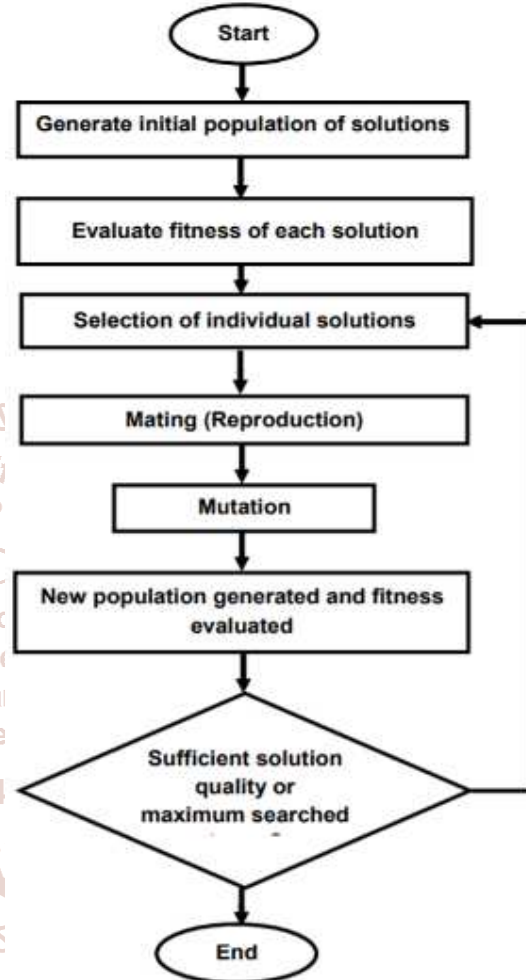 Start
Generate initial population of solutions
Evaluate fitness of each solution
Selection of individual solutions
Mating (Reproduction)
Mutation
New population generated and fitness
evaluated
Sufficient solution
quality or
maximum searched
End